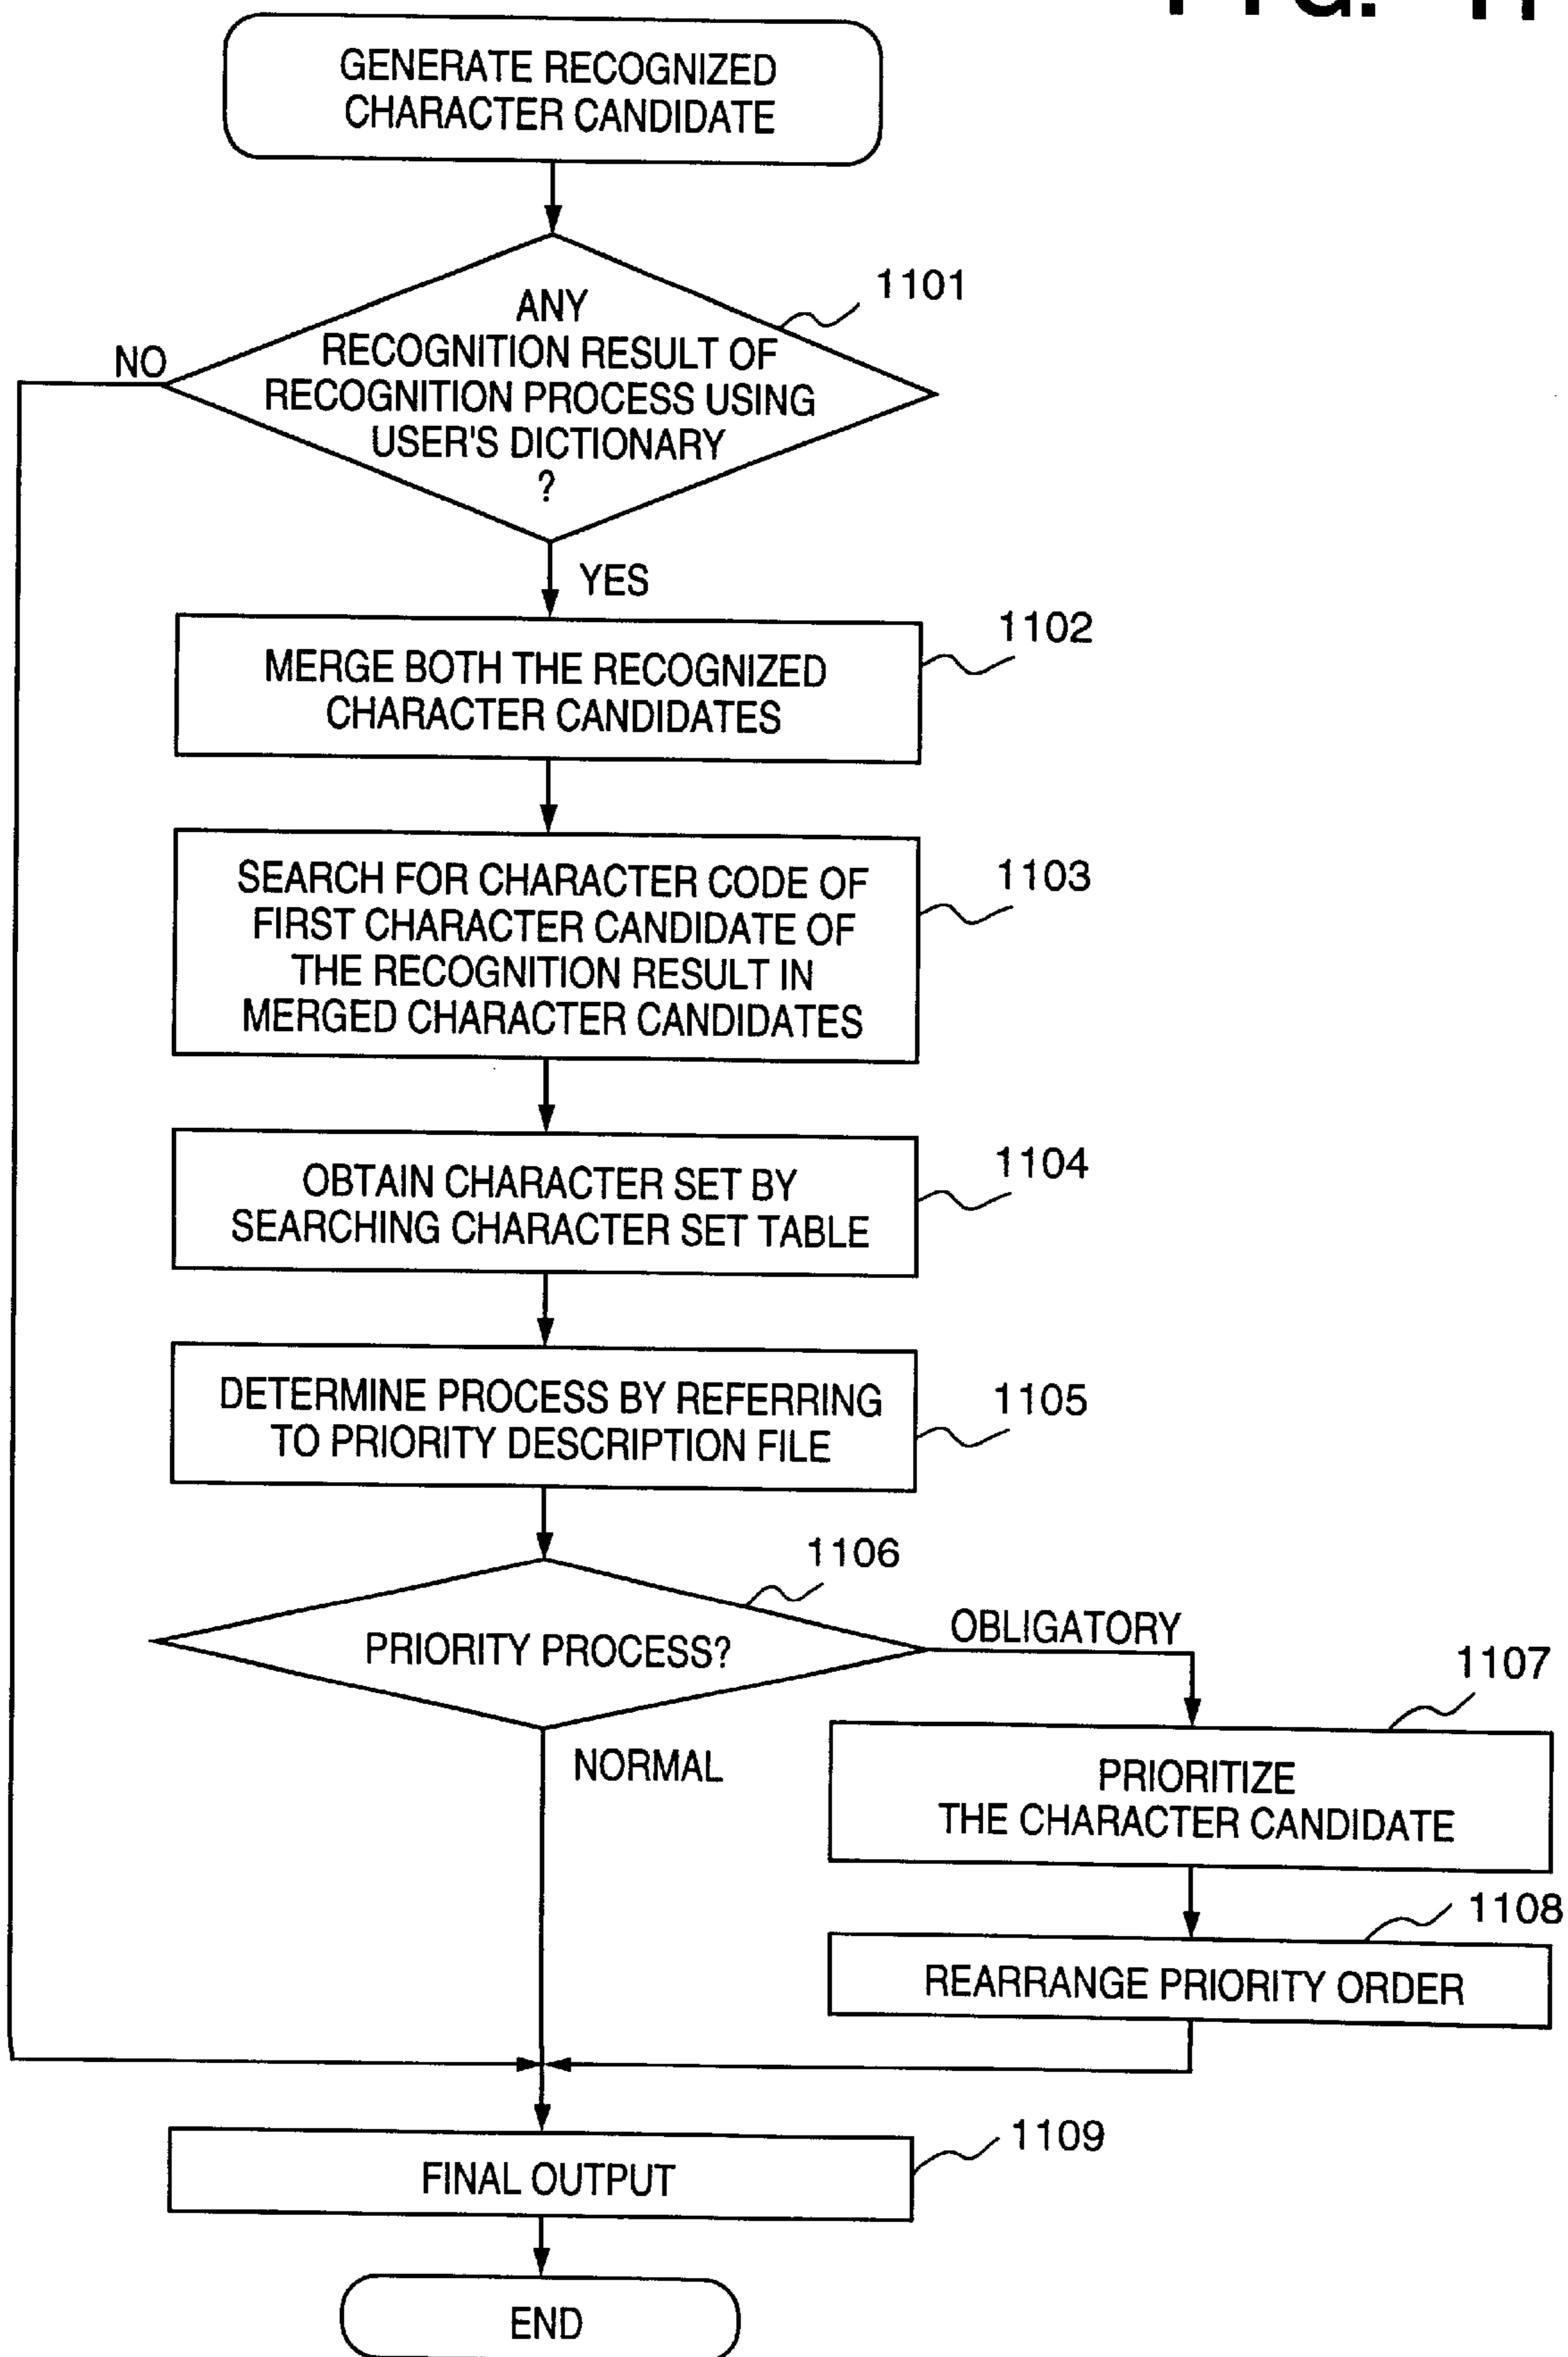 GENERATE RECOGNIZED
CHARACTER CANDIDATE
1101
ANY
RECOGNITION RESULT OF
RECOGNITION PROCESS USING
USER'S DICTIONARY
?
NO
YES
1102
MERGE BOTH THE RECOGNIZED
CHARACTER CANDIDATES
1103
SEARCH FOR CHARACTER CODE OF
FIRST CHARACTER CANDIDATE OF
THE RECOGNITION RESULT IN
MERGED CHARACTER CANDIDATES
1104
OBTAIN CHARACTER SET BY
SEARCHING CHARACTER SET TABLE
1105
DETERMINE PROCESS BY REFERRING
TO PRIORITY DESCRIPTION FILE
1106
PRIORITY PROCESS?
OBLIGATORY
NORMAL
1107
PRIORITIZE
THE CHARACTER CANDIDATE
1108
REARRANGE PRIORITY ORDER
1109
FINAL OUTPUT
END